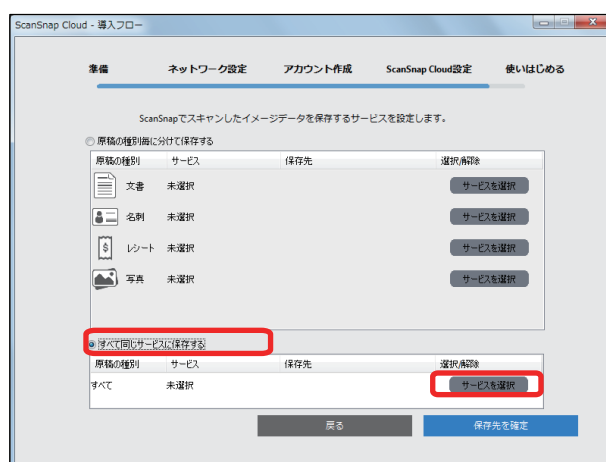 ScanSnap Cloud - 導入フロー
準備 ネットワーク設定 アカウント作成 ScanSnap Cloud設定 使いはじめる
ScanSnapでスキャンしたイメージデータを保存するサービスを設定します。
原稿の種別毎に分けて保存する
原稿の種別 サービス 保存先 選択/解除
文書 未選択 サービスを選択
名刺 未選択 サービスを選択
レシート 未選択 サービスを選択
写真 未選択 サービスを選択
すべて同じサービスに保存する
原稿の種別 サービス 保存先 選択/解除
すべて 未選択 サービスを選択
戻る 保存先を確定